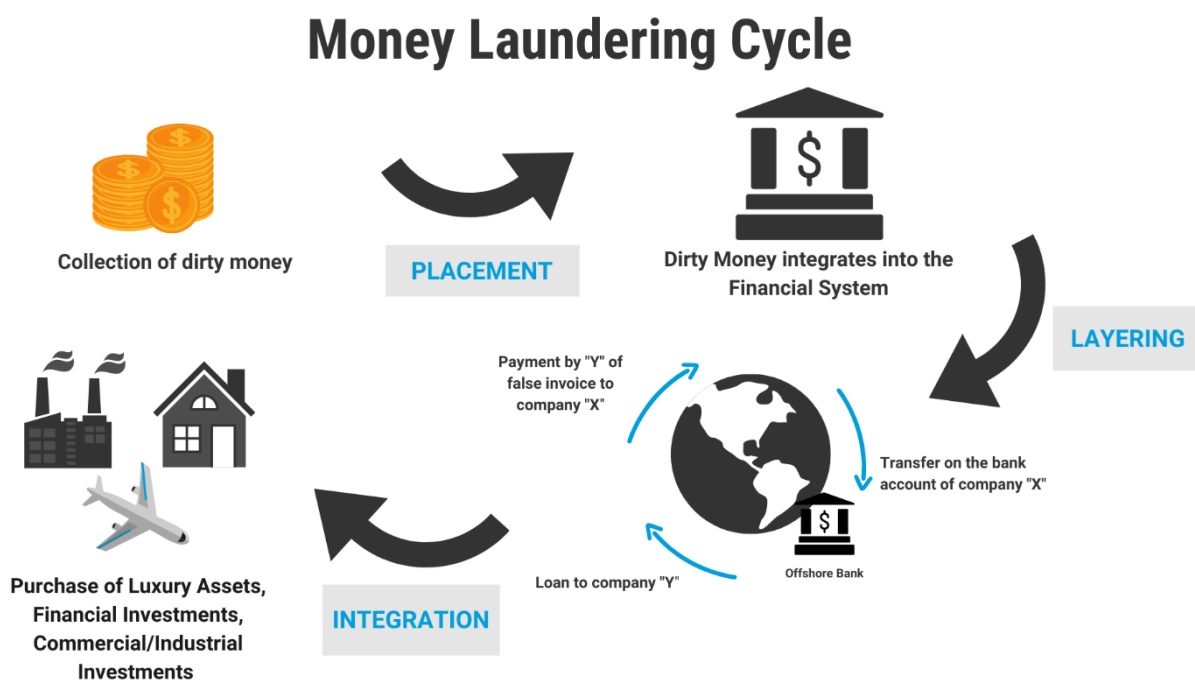 Money Laundering Cycle
Collection of dirty money
PLACEMENT
Dirty Money integrates into the
Financial System
LAYERING
Payment by "Y" of
false invoice to
company "X"
Transfer on the bank
account of company "X"
Offshore Bank
Loan to company "Y"
INTEGRATION
Purchase of Luxury Assets,
Financial Investments,
Commercial/Industrial
Investments